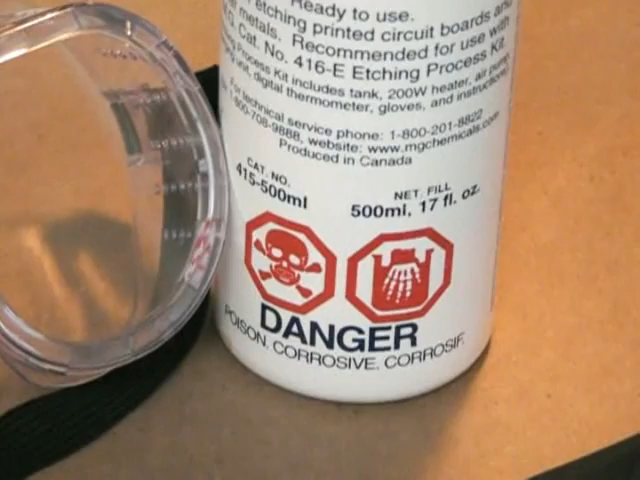 Ready to use.
etching printed circuit boards and
metals. Recommended for use with
Cat. No. 416-E Etching Process Kit.
Process Kit includes tank, 200W heater, air pump
unit, digital thermometer, gloves, and instructions
For technical service phone: 1-800-201-8822
1-800-708-9888, website: www.mgchemicals.com
Produced in Canada
CAT. NO.
415-500ml
NET. FILL
500ml, 17 fl. oz.
DANGER
POISON. CORROSIVE. CORROSIF.